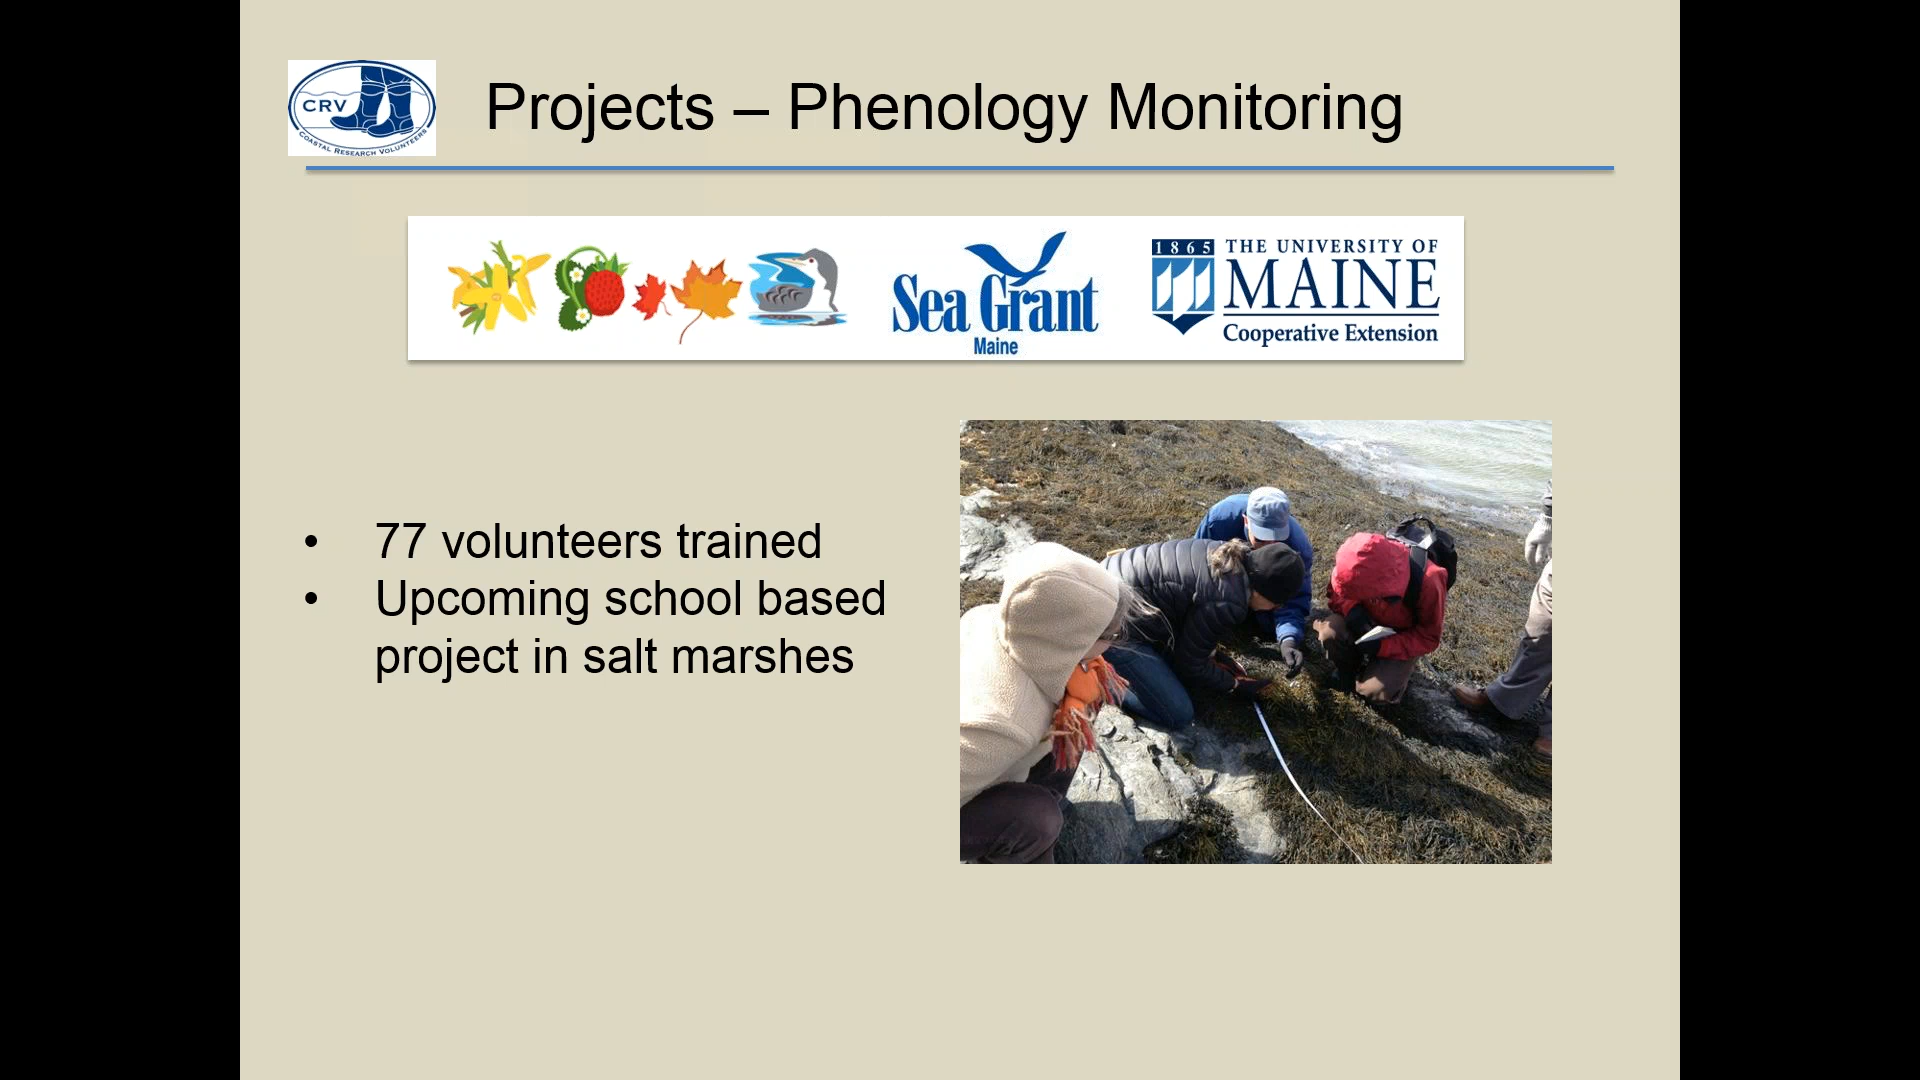 CRV
COASTAL RESEARCH VOLUNTEERS
Projects – Phenology Monitoring
Sea Grant
Maine
1865
THE UNIVERSITY OF
MAINE
Cooperative Extension
• 77 volunteers trained
• Upcoming school based
project in salt marshes